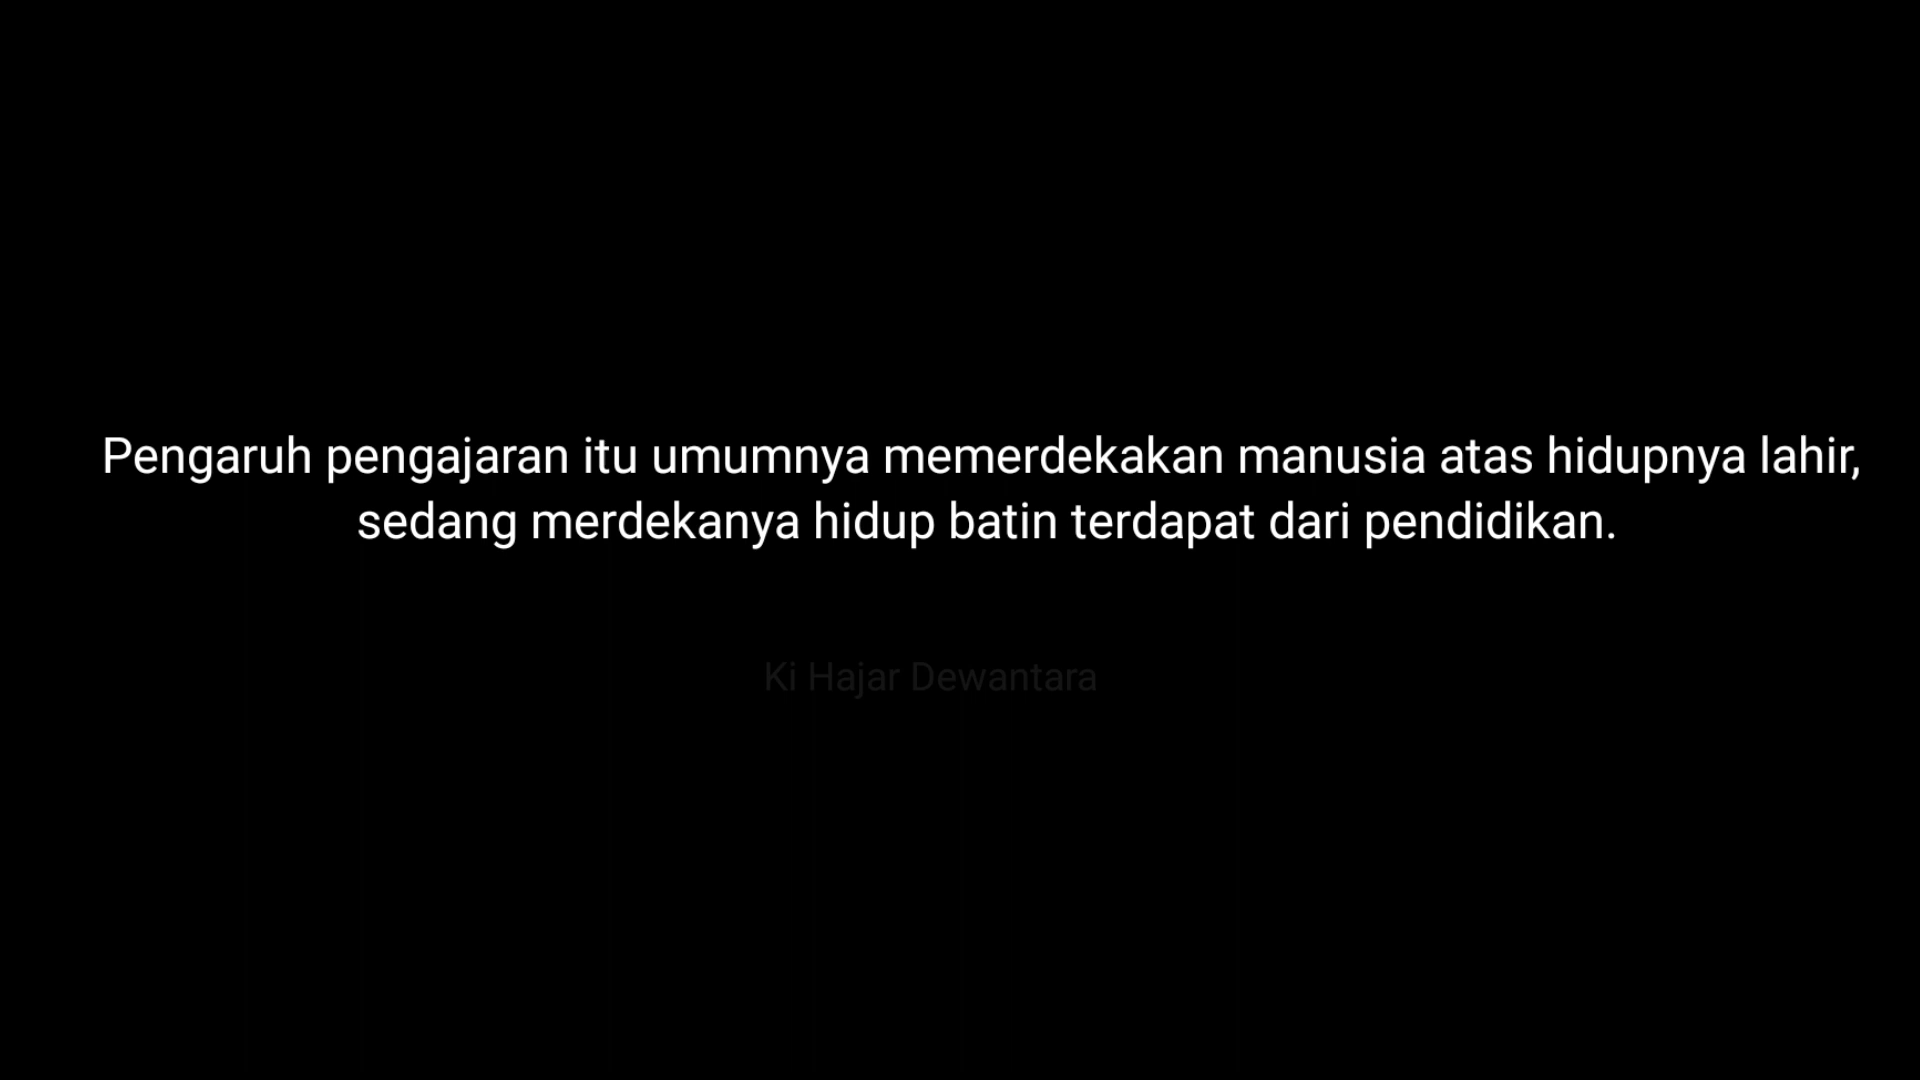 Pengaruh pengajaran itu umumnya memerdekakan manusia atas hidupnya lahir,
sedang merdekanya hidup batin terdapat dari pendidikan.
Ki Hajar Dewantara